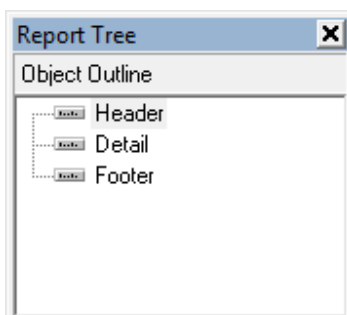 Report Tree
Object Outline
Header
Detail
Footer